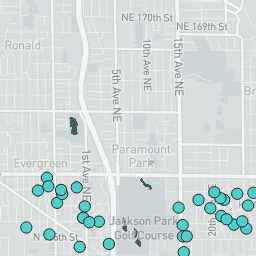 NE 170th St
NE 169th St
Ronald
5th Ave NE
10th Ave NE
15th Ave NE
Paramount
Park
Evergreen
1st Ave NE
20th
Jackson Park
Golf Course